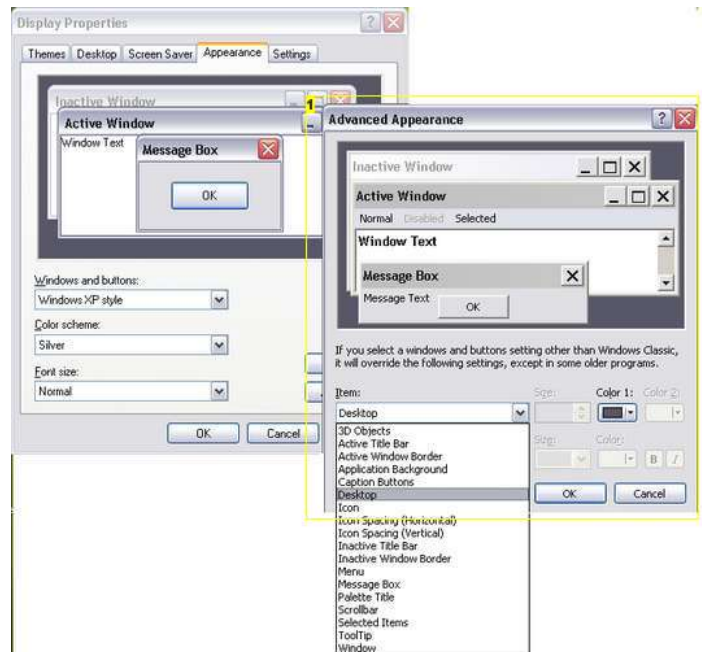 Display Properties
Themes Desktop Screen Saver Appearance Settings
Inactive Window
Active Window
Window Text
Message Box
OK
Windows and buttons:
Windows XP style
Color scheme:
Silver
Font size:
Normal
OK Cancel
1
Advanced Appearance
Inactive Window
Active Window
Normal Disabled Selected
Window Text
Message Box
Message Text
OK
If you select a windows and buttons setting other than Windows Classic,
it will override the following settings, except in some older programs.
Item: Size: Color 1: Color 2:
Desktop
Size: Color:
B I
OK Cancel
3D Objects
Active Title Bar
Active Window Border
Application Background
Caption Buttons
Desktop
Icon
Icon Spacing (Horizontal)
Icon Spacing (Vertical)
Inactive Title Bar
Inactive Window Border
Menu
Message Box
Palette Title
Scrollbar
Selected Items
ToolTip
Window